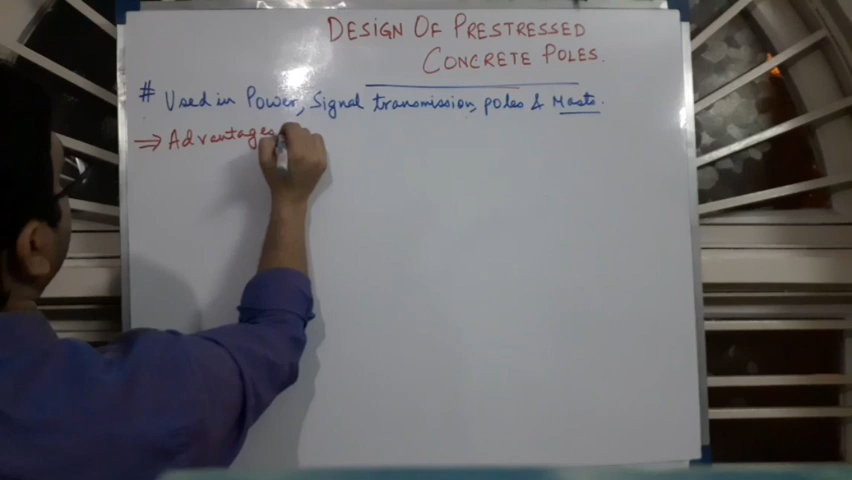 DESIGN OF PRESTRESSED
CONCRETE POLES.
# Used in Power, Signal transmission poles & Masts.
⇒ Advantages